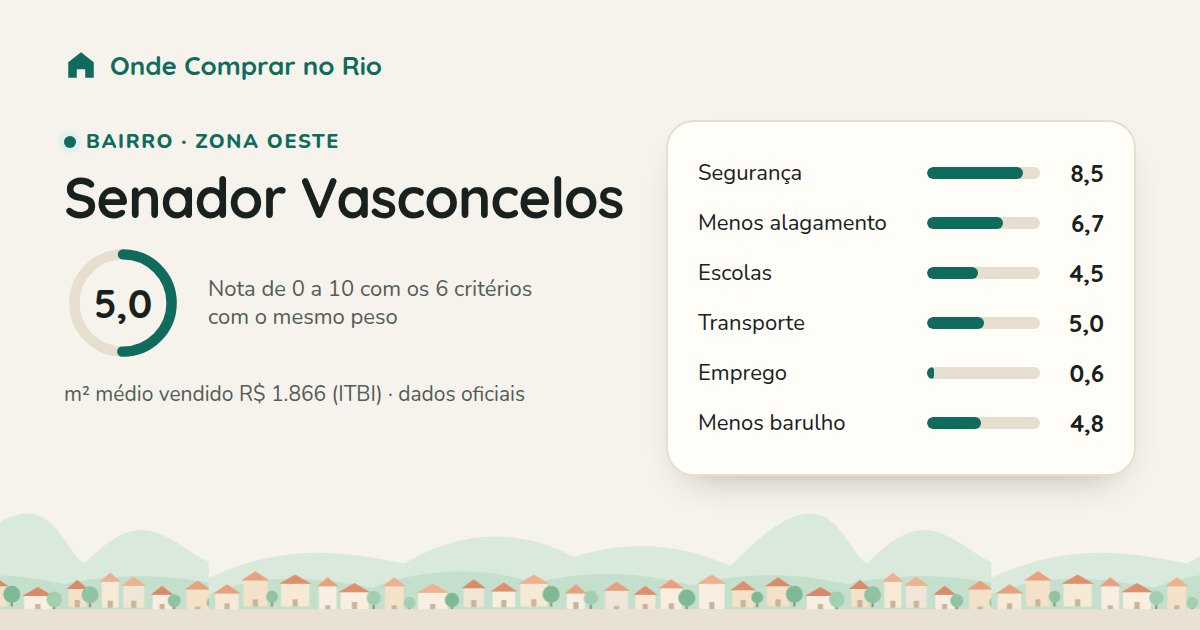 Onde Comprar no Rio
BAIRRO · ZONA OESTE
Senador Vasconcelos
5,0
Nota de 0 a 10 com os 6 critérios
com o mesmo peso
m² médio vendido R$ 1.866 (ITBI) · dados oficiais
Segurança 8,5
Menos alagamento 6,7
Escolas 4,5
Transporte 5,0
Emprego 0,6
Menos barulho 4,8